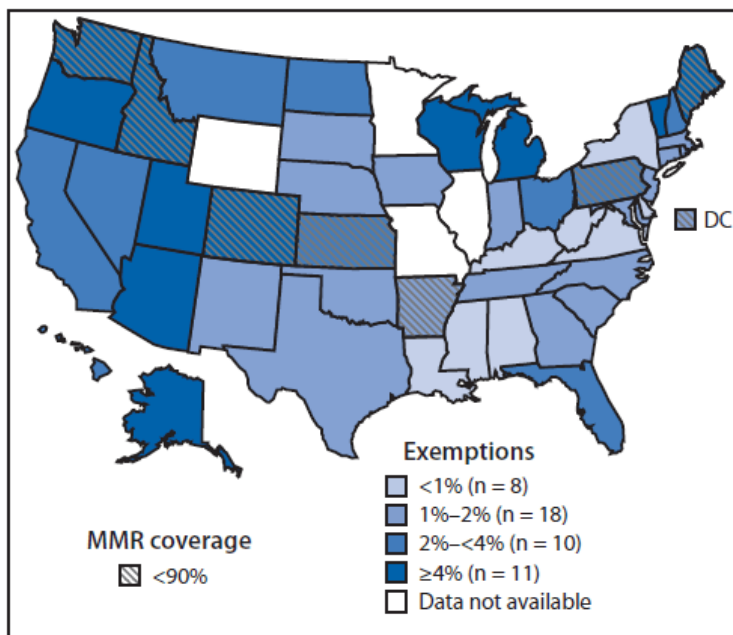 DC
Exemptions
<1% (n = 8)
1%–2% (n = 18)
2%–<4% (n = 10)
≥4% (n = 11)
Data not available
MMR coverage
<90%